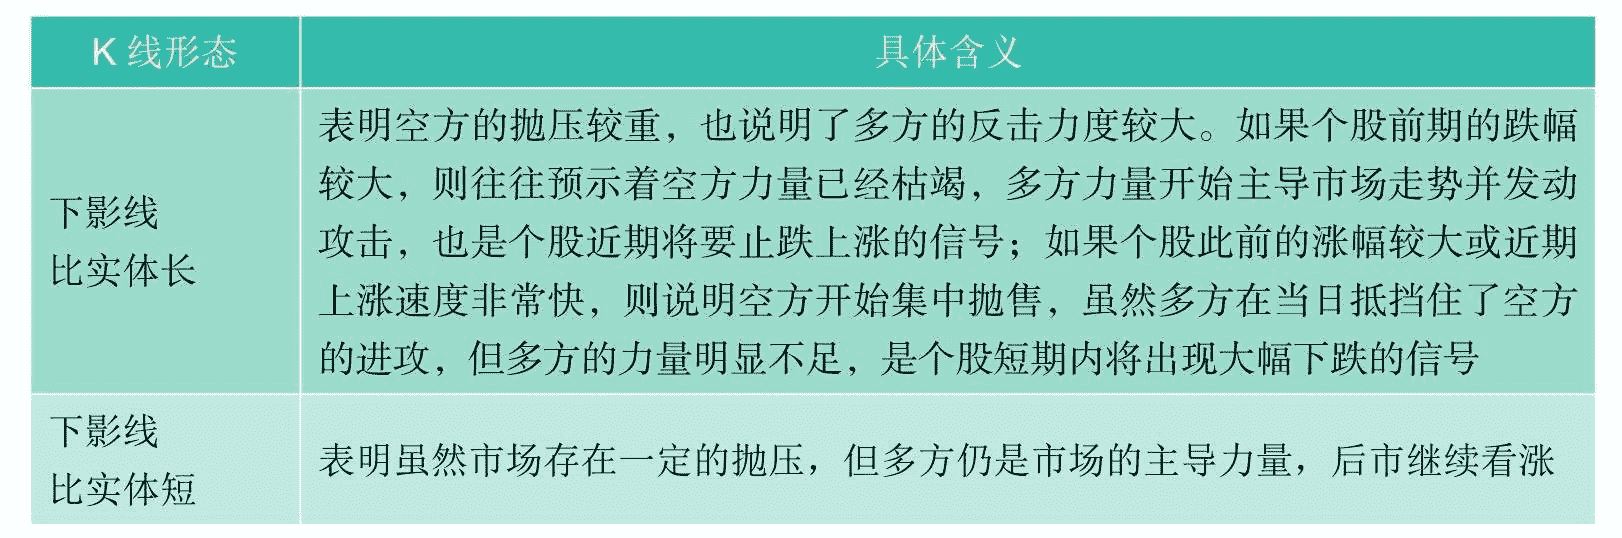 K 线形态
具体含义
下影线
比实体长
表明空方的抛压较重，也说明了多方的反击力度较大。如果个股前期的跌幅
较大，则往往预示着空方力量已经枯竭，多方力量开始主导市场走势并发动
攻击，也是个股近期将要止跌上涨的信号；如果个股此前的涨幅较大或近期
上涨速度非常快，则说明空方开始集中抛售，虽然多方在当日抵挡住了空方
的进攻，但多方的力量明显不足，是个股短期内将出现大幅下跌的信号
下影线
比实体短
表明虽然市场存在一定的抛压，但多方仍是市场的主导力量，后市继续看涨